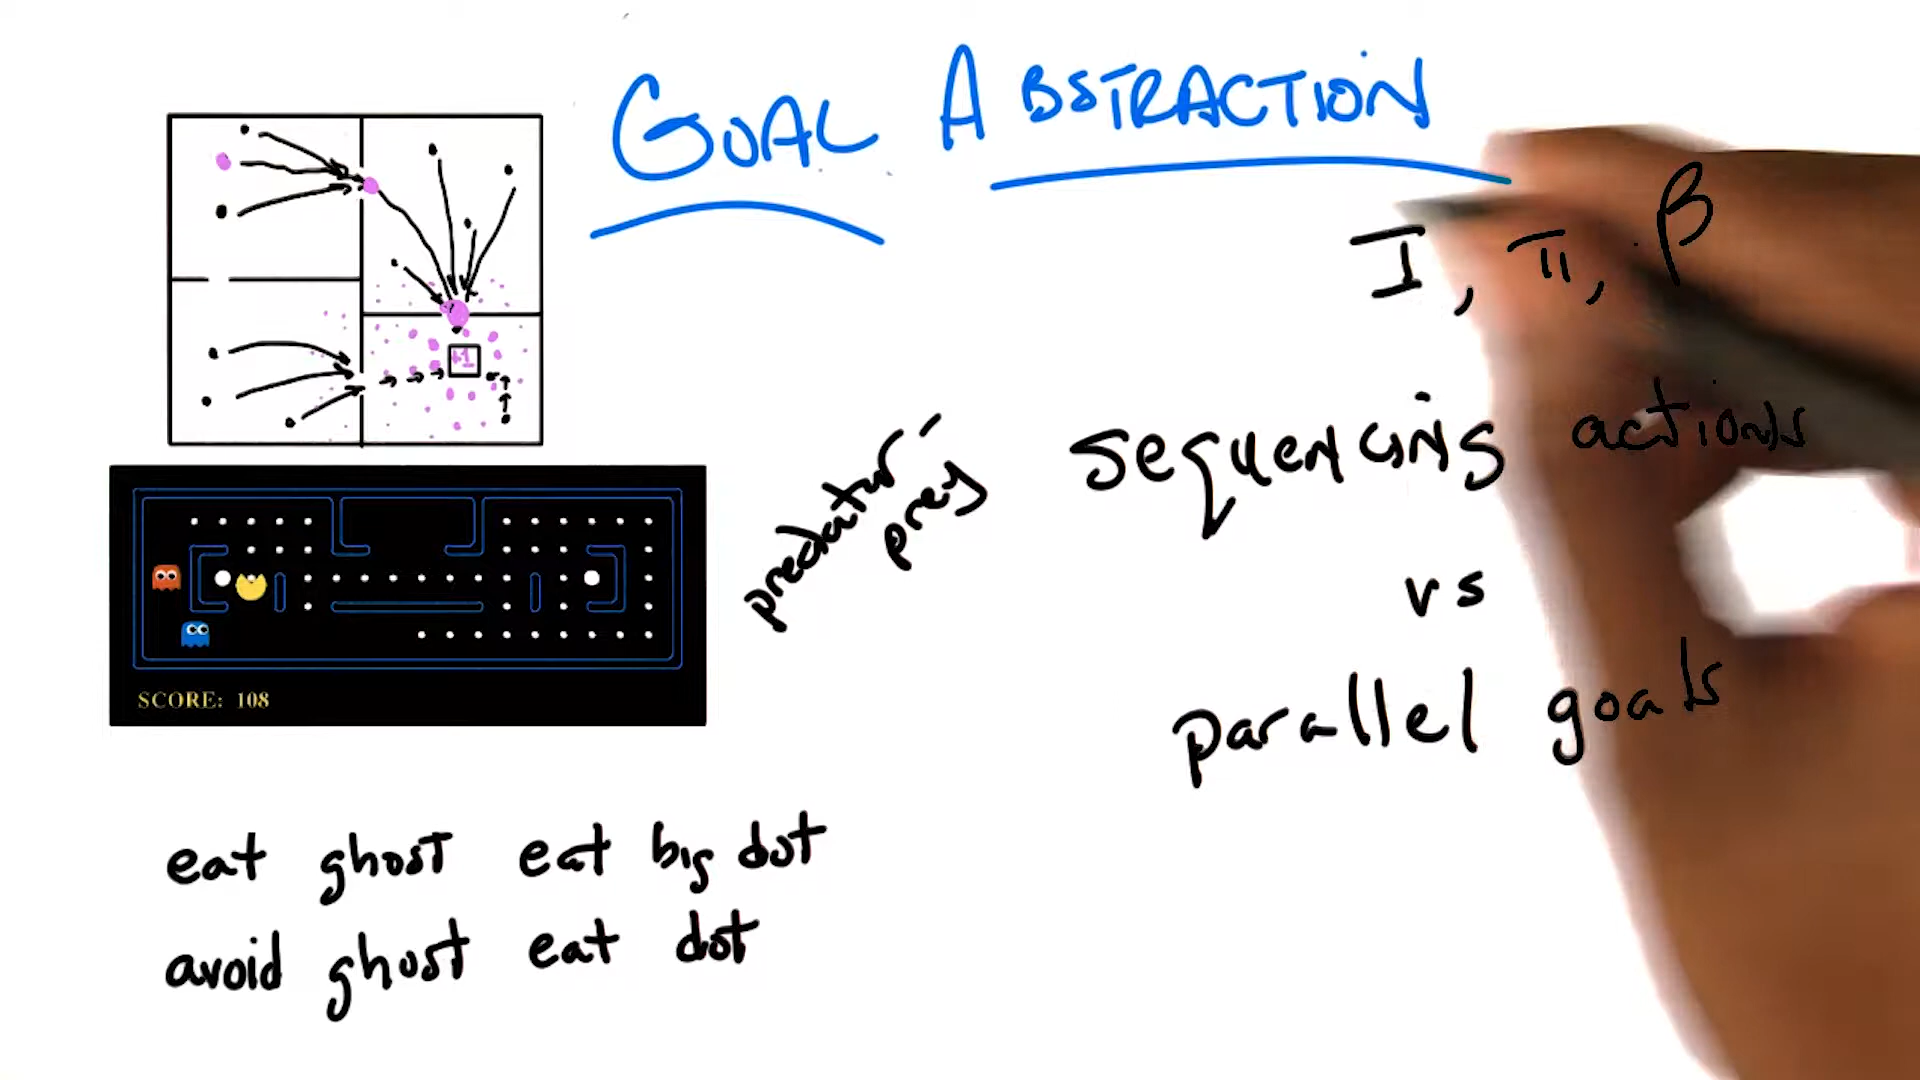 GOAL ABSTRACTION
I, π, β
+1
predator-
prey
sequencing actions
vs
parallel goals
SCORE: 108
eat ghost eat big dot
avoid ghost eat dot